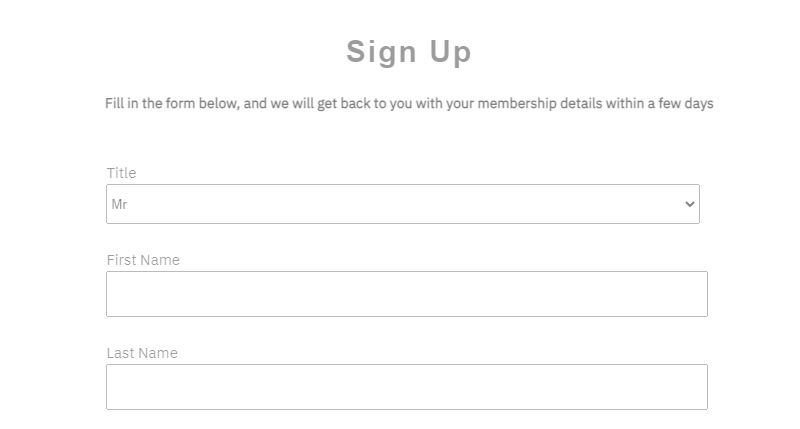 Sign Up
Fill in the form below, and we will get back to you with your membership details within a few days
Title
Mr
First Name
Last Name